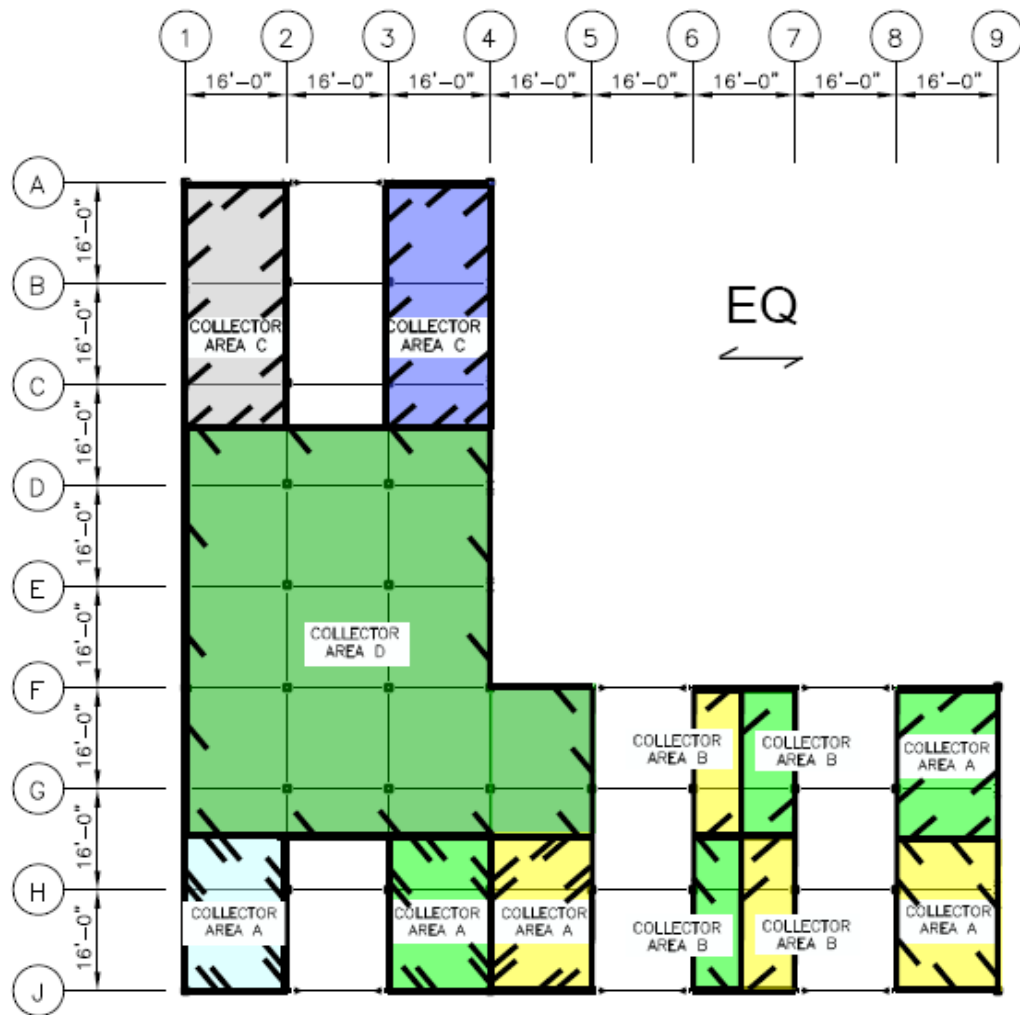 1 2 3 4 5 6 7 8 9
16'-0" 16'-0" 16'-0" 16'-0" 16'-0" 16'-0" 16'-0" 16'-0"
A
16'-0"
B
EQ
16'-0"
COLLECTOR
AREA C
COLLECTOR
AREA C
C
16'-0"
D
16'-0"
E
16'-0"
COLLECTOR
AREA D
F
16'-0"
COLLECTOR
AREA B
COLLECTOR
AREA B
COLLECTOR
AREA A
G
16'-0"
H
16'-0"
COLLECTOR
AREA A
COLLECTOR
AREA A
COLLECTOR
AREA A
COLLECTOR
AREA B
COLLECTOR
AREA B
COLLECTOR
AREA A
J